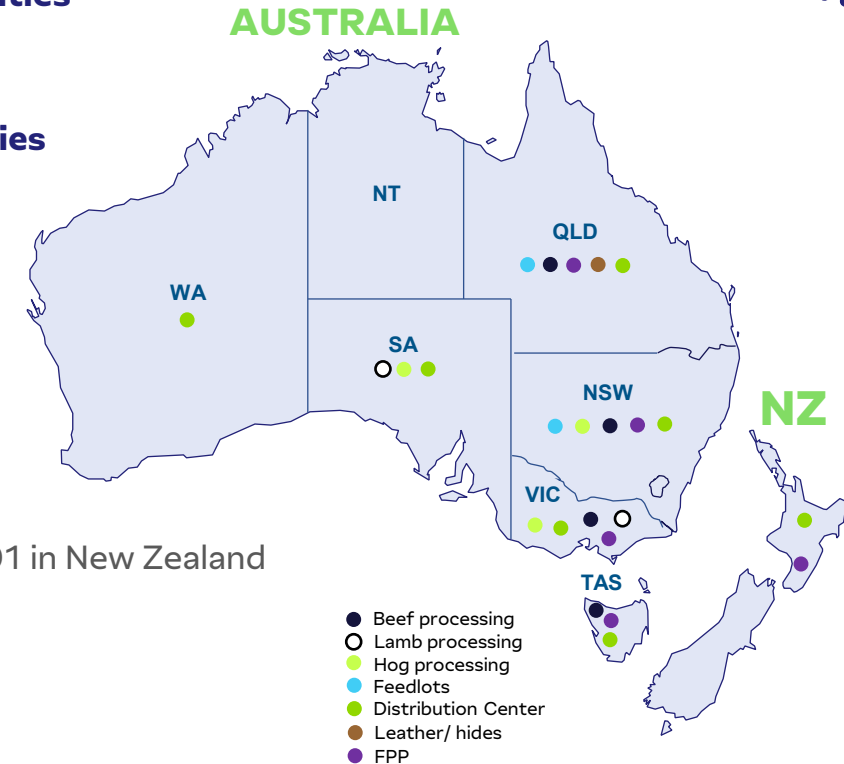 AUSTRALIA
ies
NT
QLD
WA
SA
NSW
NZ
VIC
1 in New Zealand
TAS
Beef processing
Lamb processing
Hog processing
Feedlots
Distribution Center
Leather/ hides
FPP